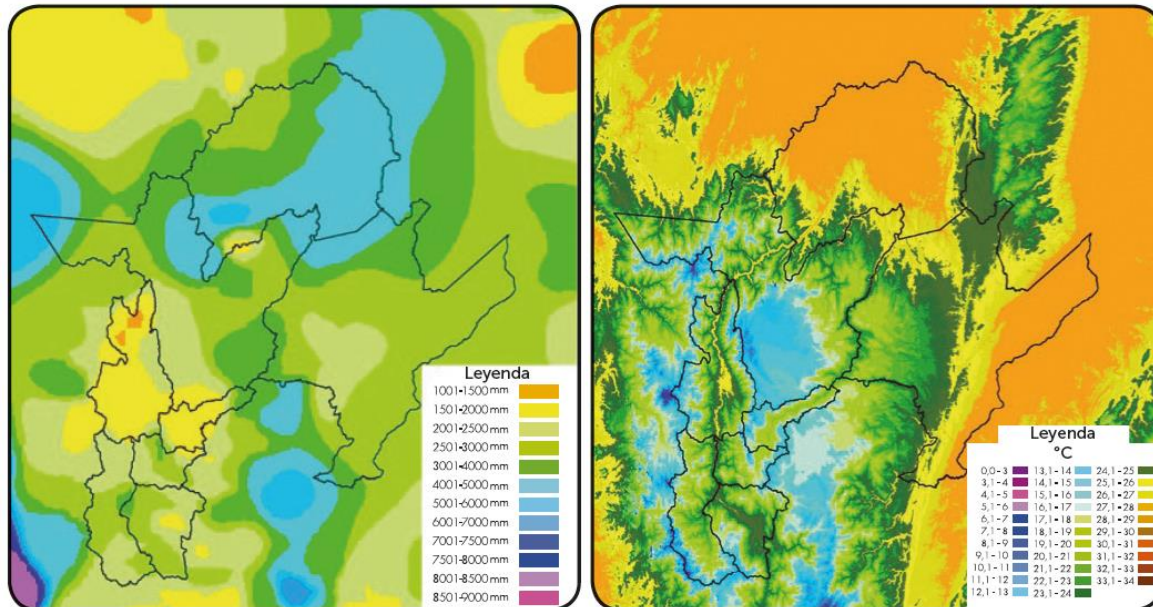 Leyenda
1001-1500 mm
1501-2000 mm
2001-2500 mm
2501-3000 mm
3001-4000 mm
4001-5000 mm
5001-6000 mm
6001-7000 mm
7001-7500 mm
7501-8000 mm
8001-8500 mm
8501-9000 mm
Leyenda
°C
0,0-3 13,1-14 24,1-25
3,1-4 14,1-15 25,1-26
4,1-5 15,1-16 26,1-27
5,1-6 16,1-17 27,1-28
6,1-7 17,1-18 28,1-29
7,1-8 18,1-19 29,1-30
8,1-9 19,1-20 30,1-31
9,1-10 20,1-21 31,1-32
10,1-11 21,1-22 32,1-33
11,1-12 22,1-23 33,1-34
12,1-13 23,1-24